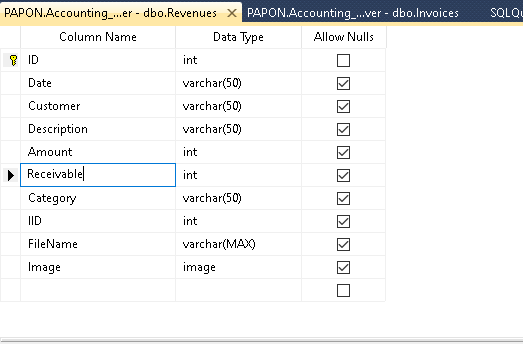 PAPON.Accounting_...er - dbo.Revenues PAPON.Accounting_...ver - dbo.Invoices SQLQu
Column Name Data Type Allow Nulls
ID int
Date varchar(50)
Customer varchar(50)
Description varchar(50)
Amount int
Receivable int
Category varchar(50)
IID int
FileName varchar(MAX)
Image image